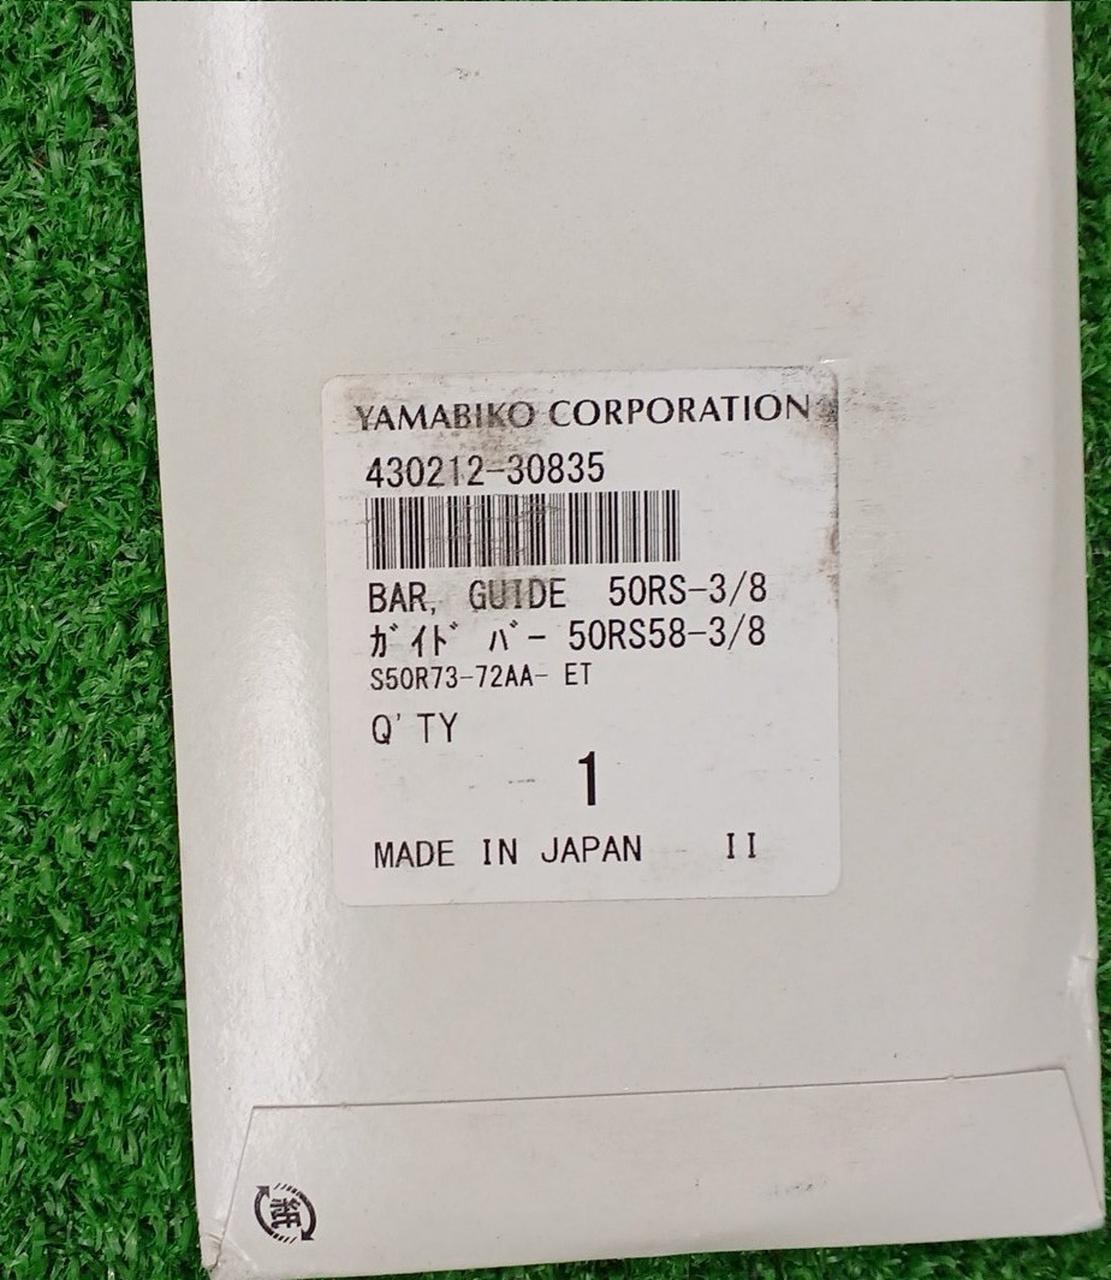 YAMABIKO CORPORATION
430212-30835
BAR, GUIDE 50RS-3/8
ｶﾞｲﾄﾞ ﾊﾞｰ 50RS58-3/8
S50R73-72AA- ET
Q'TY
1
MADE IN JAPAN II
紙